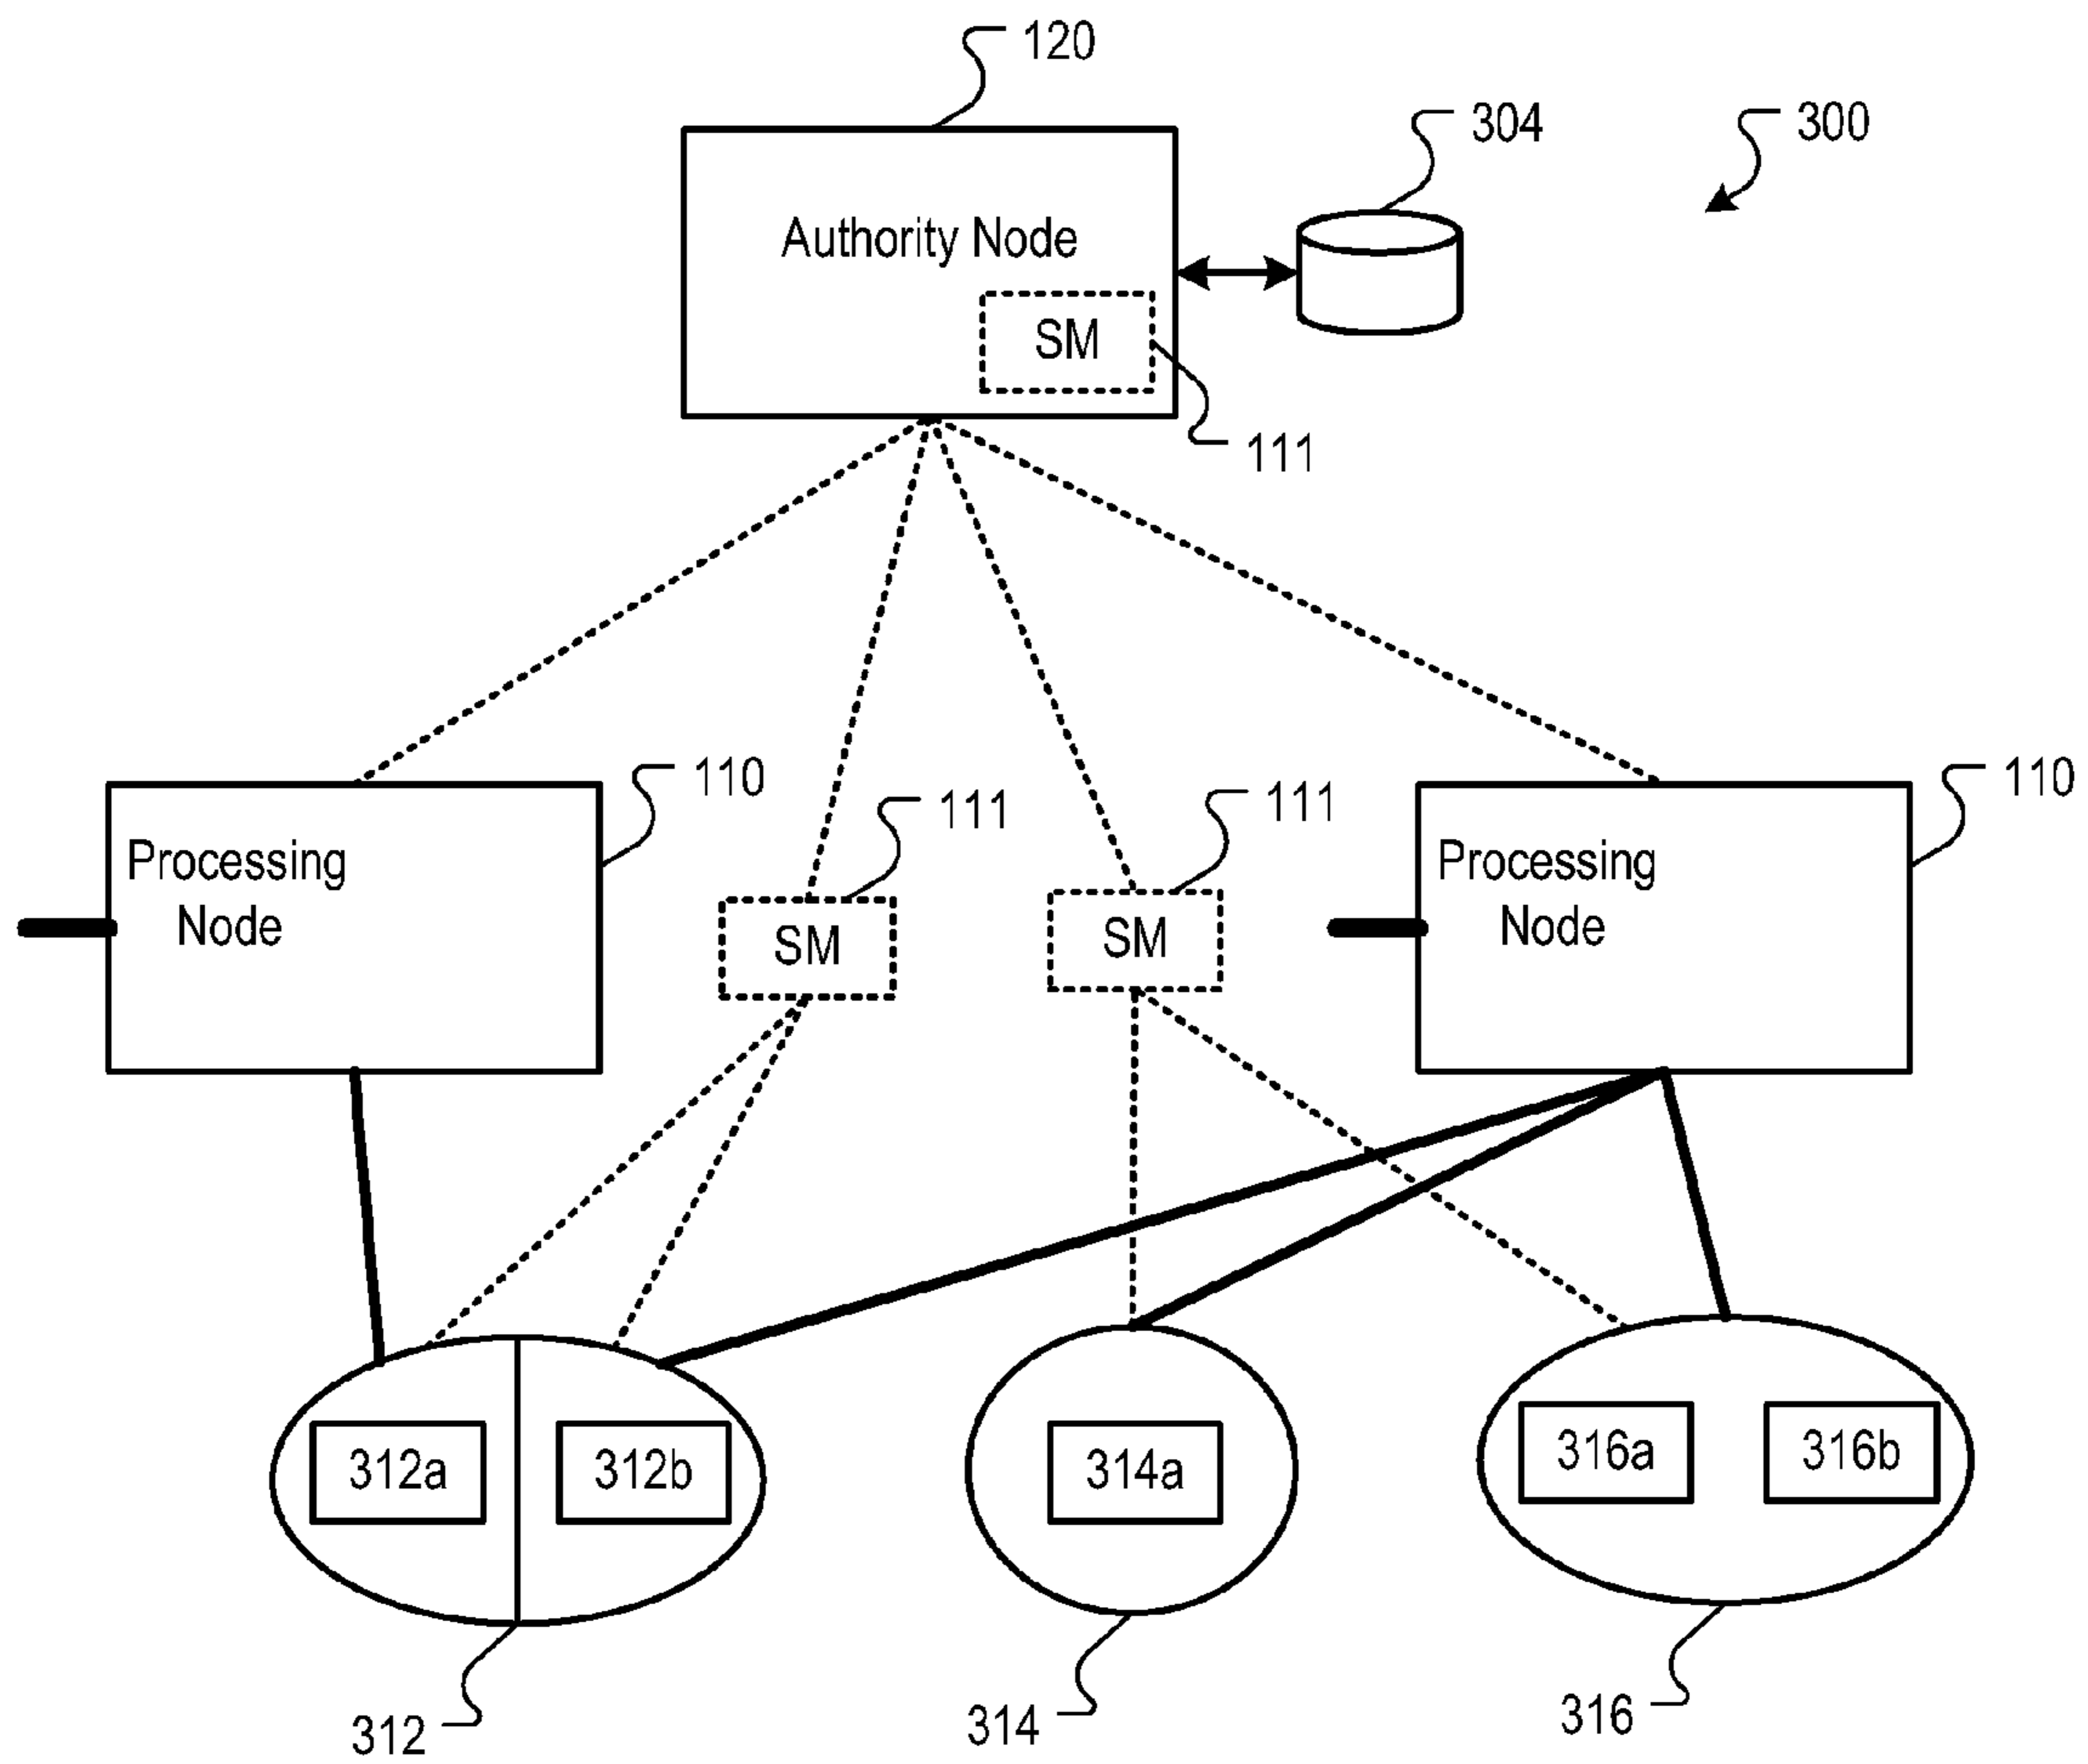 120
304
300
Authority Node
SM
111
110
111
111
110
Processing
Node
SM
SM
Processing
Node
312a
312b
314a
316a
316b
312
314
316